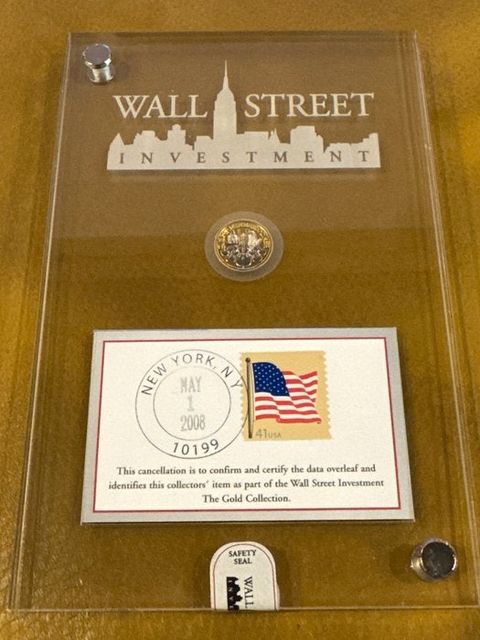 WALL STREET
INVESTMENT
NEW YORK, NY
MAY
1
2008
10199
41USA
This cancellation is to confirm and certify the data overleaf and
identifies this collectors' item as part of the Wall Street Investment
The Gold Collection.
SAFETY
SEAL
WALL